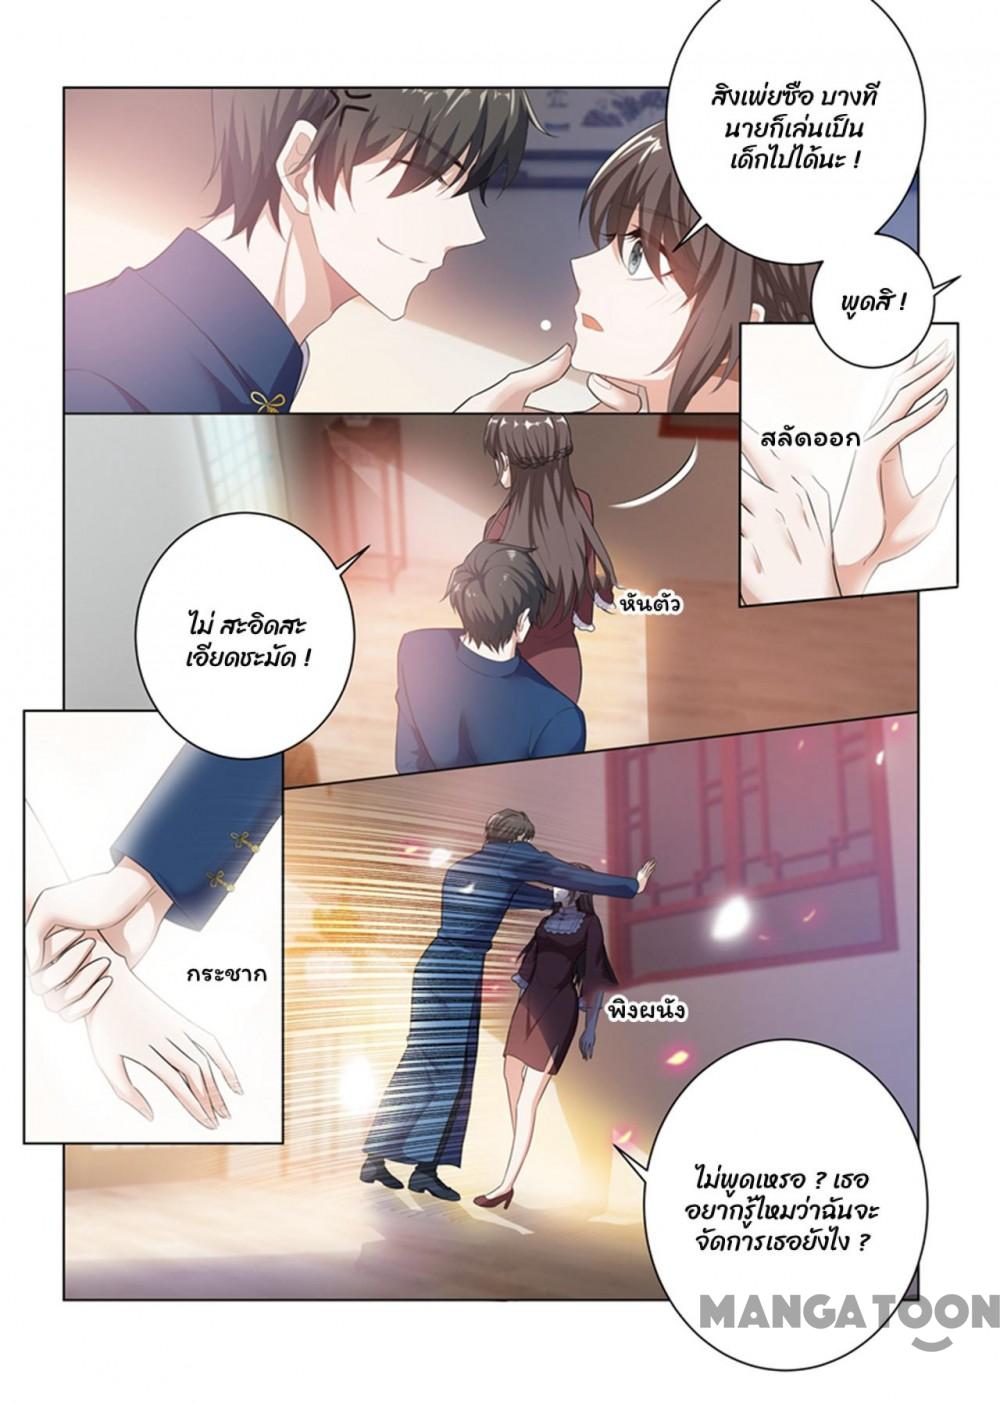 สิงเพ่ยซือ บางที
นายก็เล่นเป็น
เด็กไปได้นะ !
พูดสิ !
สลัดออก
หันตัว
ไม่ สะอิดสะ
เอียดชะมัด !
กระชาก
พิงผนัง
ไม่พูดเหรอ ? เธอ
อยากรู้ไหมว่าฉันจะ
จัดการเธอยังไง ?
MANGATOON